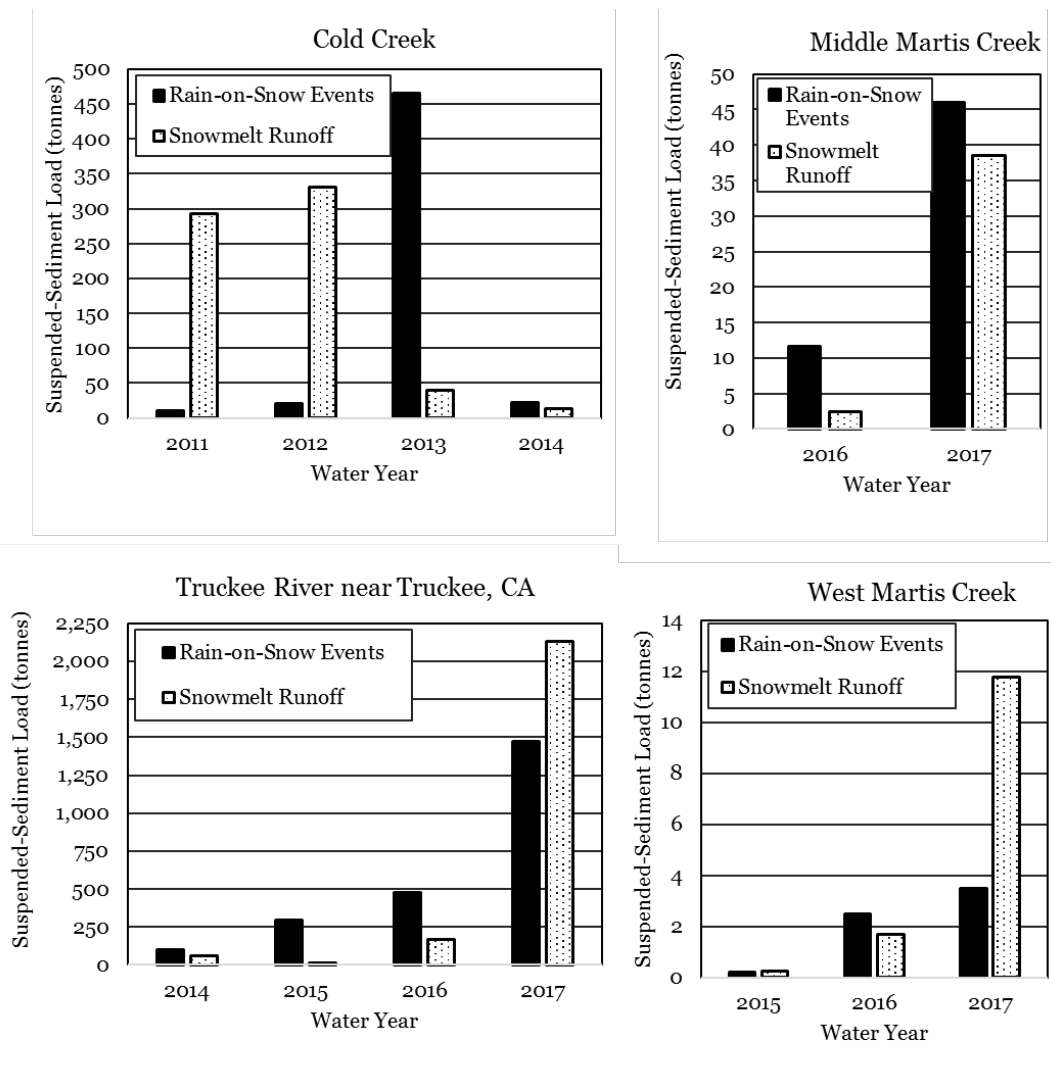 Cold Creek
Suspended-Sediment Load (tonnes)
500
450
400
350
300
250
200
150
100
50
0
Rain-on-Snow Events
Snowmelt Runoff
2011 2012 2013 2014
Water Year
Middle Martis Creek
Suspended-Sediment Load (tonnes)
50
45
40
35
30
25
20
15
10
5
0
Rain-on-Snow
Events
Snowmelt
Runoff
2016 2017
Water Year
Truckee River near Truckee, CA
Suspended-Sediment Load (tonnes)
2,250
2,000
1,750
1,500
1,250
1,000
750
500
250
0
Rain-on-Snow Events
Snowmelt Runoff
2014 2015 2016 2017
Water Year
West Martis Creek
Suspended-Sediment Load (tonnes)
14
12
10
8
6
4
2
0
Rain-on-Snow Events
Snowmelt Runoff
2015 2016 2017
Water Year